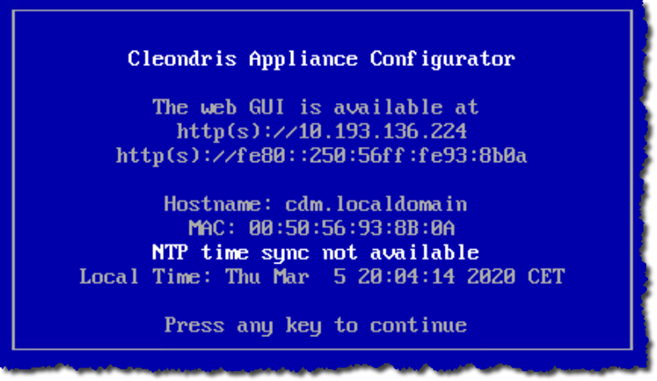 Cleondris Appliance Configurator
The web GUI is available at
http(s)://10.193.136.224
http(s)://fe80::250:56ff:fe93:8b0a
Hostname: cdm.localdomain
MAC: 00:50:56:93:8B:0A
NTP time sync not available
Local Time: Thu Mar  5 20:04:14 2020 CET
Press any key to continue